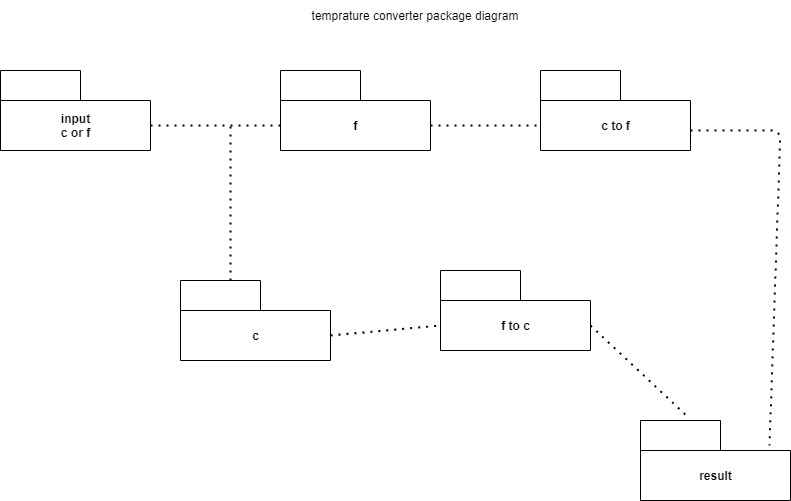 temprature converter package diagram
input
c or f
f
c to f
c
f to c
result